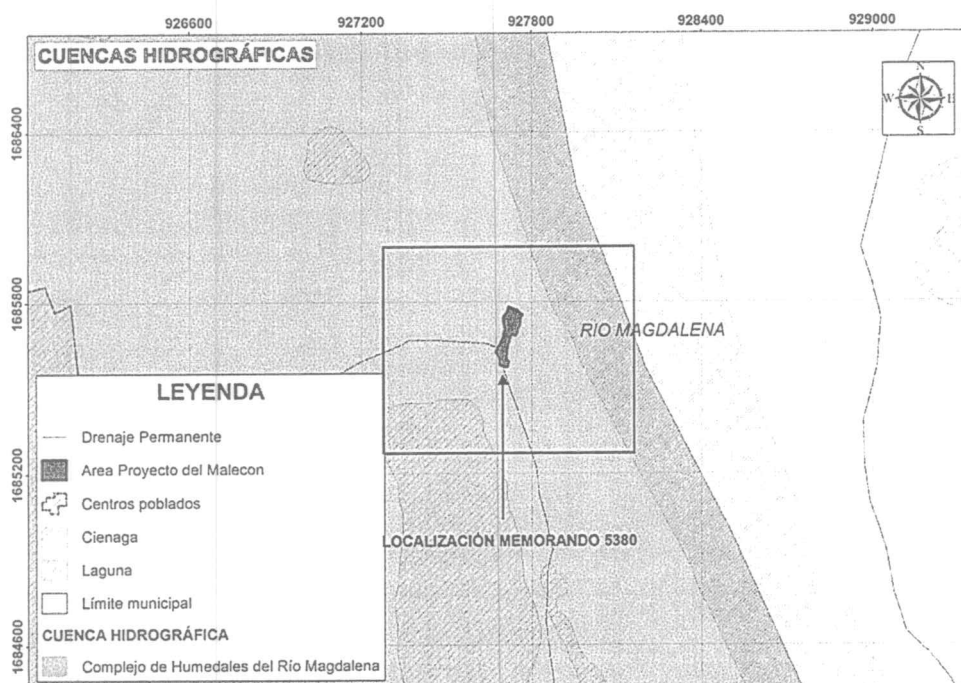 926600 927200 927800 928400 929000
CUENCAS HIDROGRÁFICAS
N
W E
S
1686400
1685800
RIO MAGDALENA
LEYENDA
Drenaje Permanente
Area Proyecto del Malecon
Centros poblados
Cienaga
Laguna
Límite municipal
CUENCA HIDROGRÁFICA
Complejo de Humedales del Río Magdalena
1685200
LOCALIZACIÓN MEMORANDO 5380
1684600